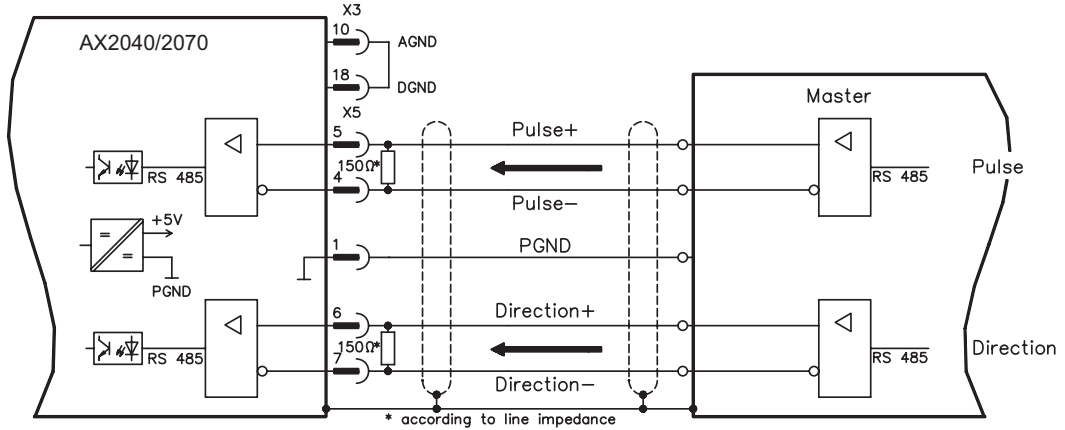 X3
10
AGND
AX2040/2070
18
DGND
X5
Master
5
Pulse+
150Ω*
RS 485
RS 485
Pulse
4
Pulse-
+5V
=
=
1
PGND
PGND
6
Direction+
150Ω*
RS 485
RS 485
Direction
7
Direction-
* according to line impedance